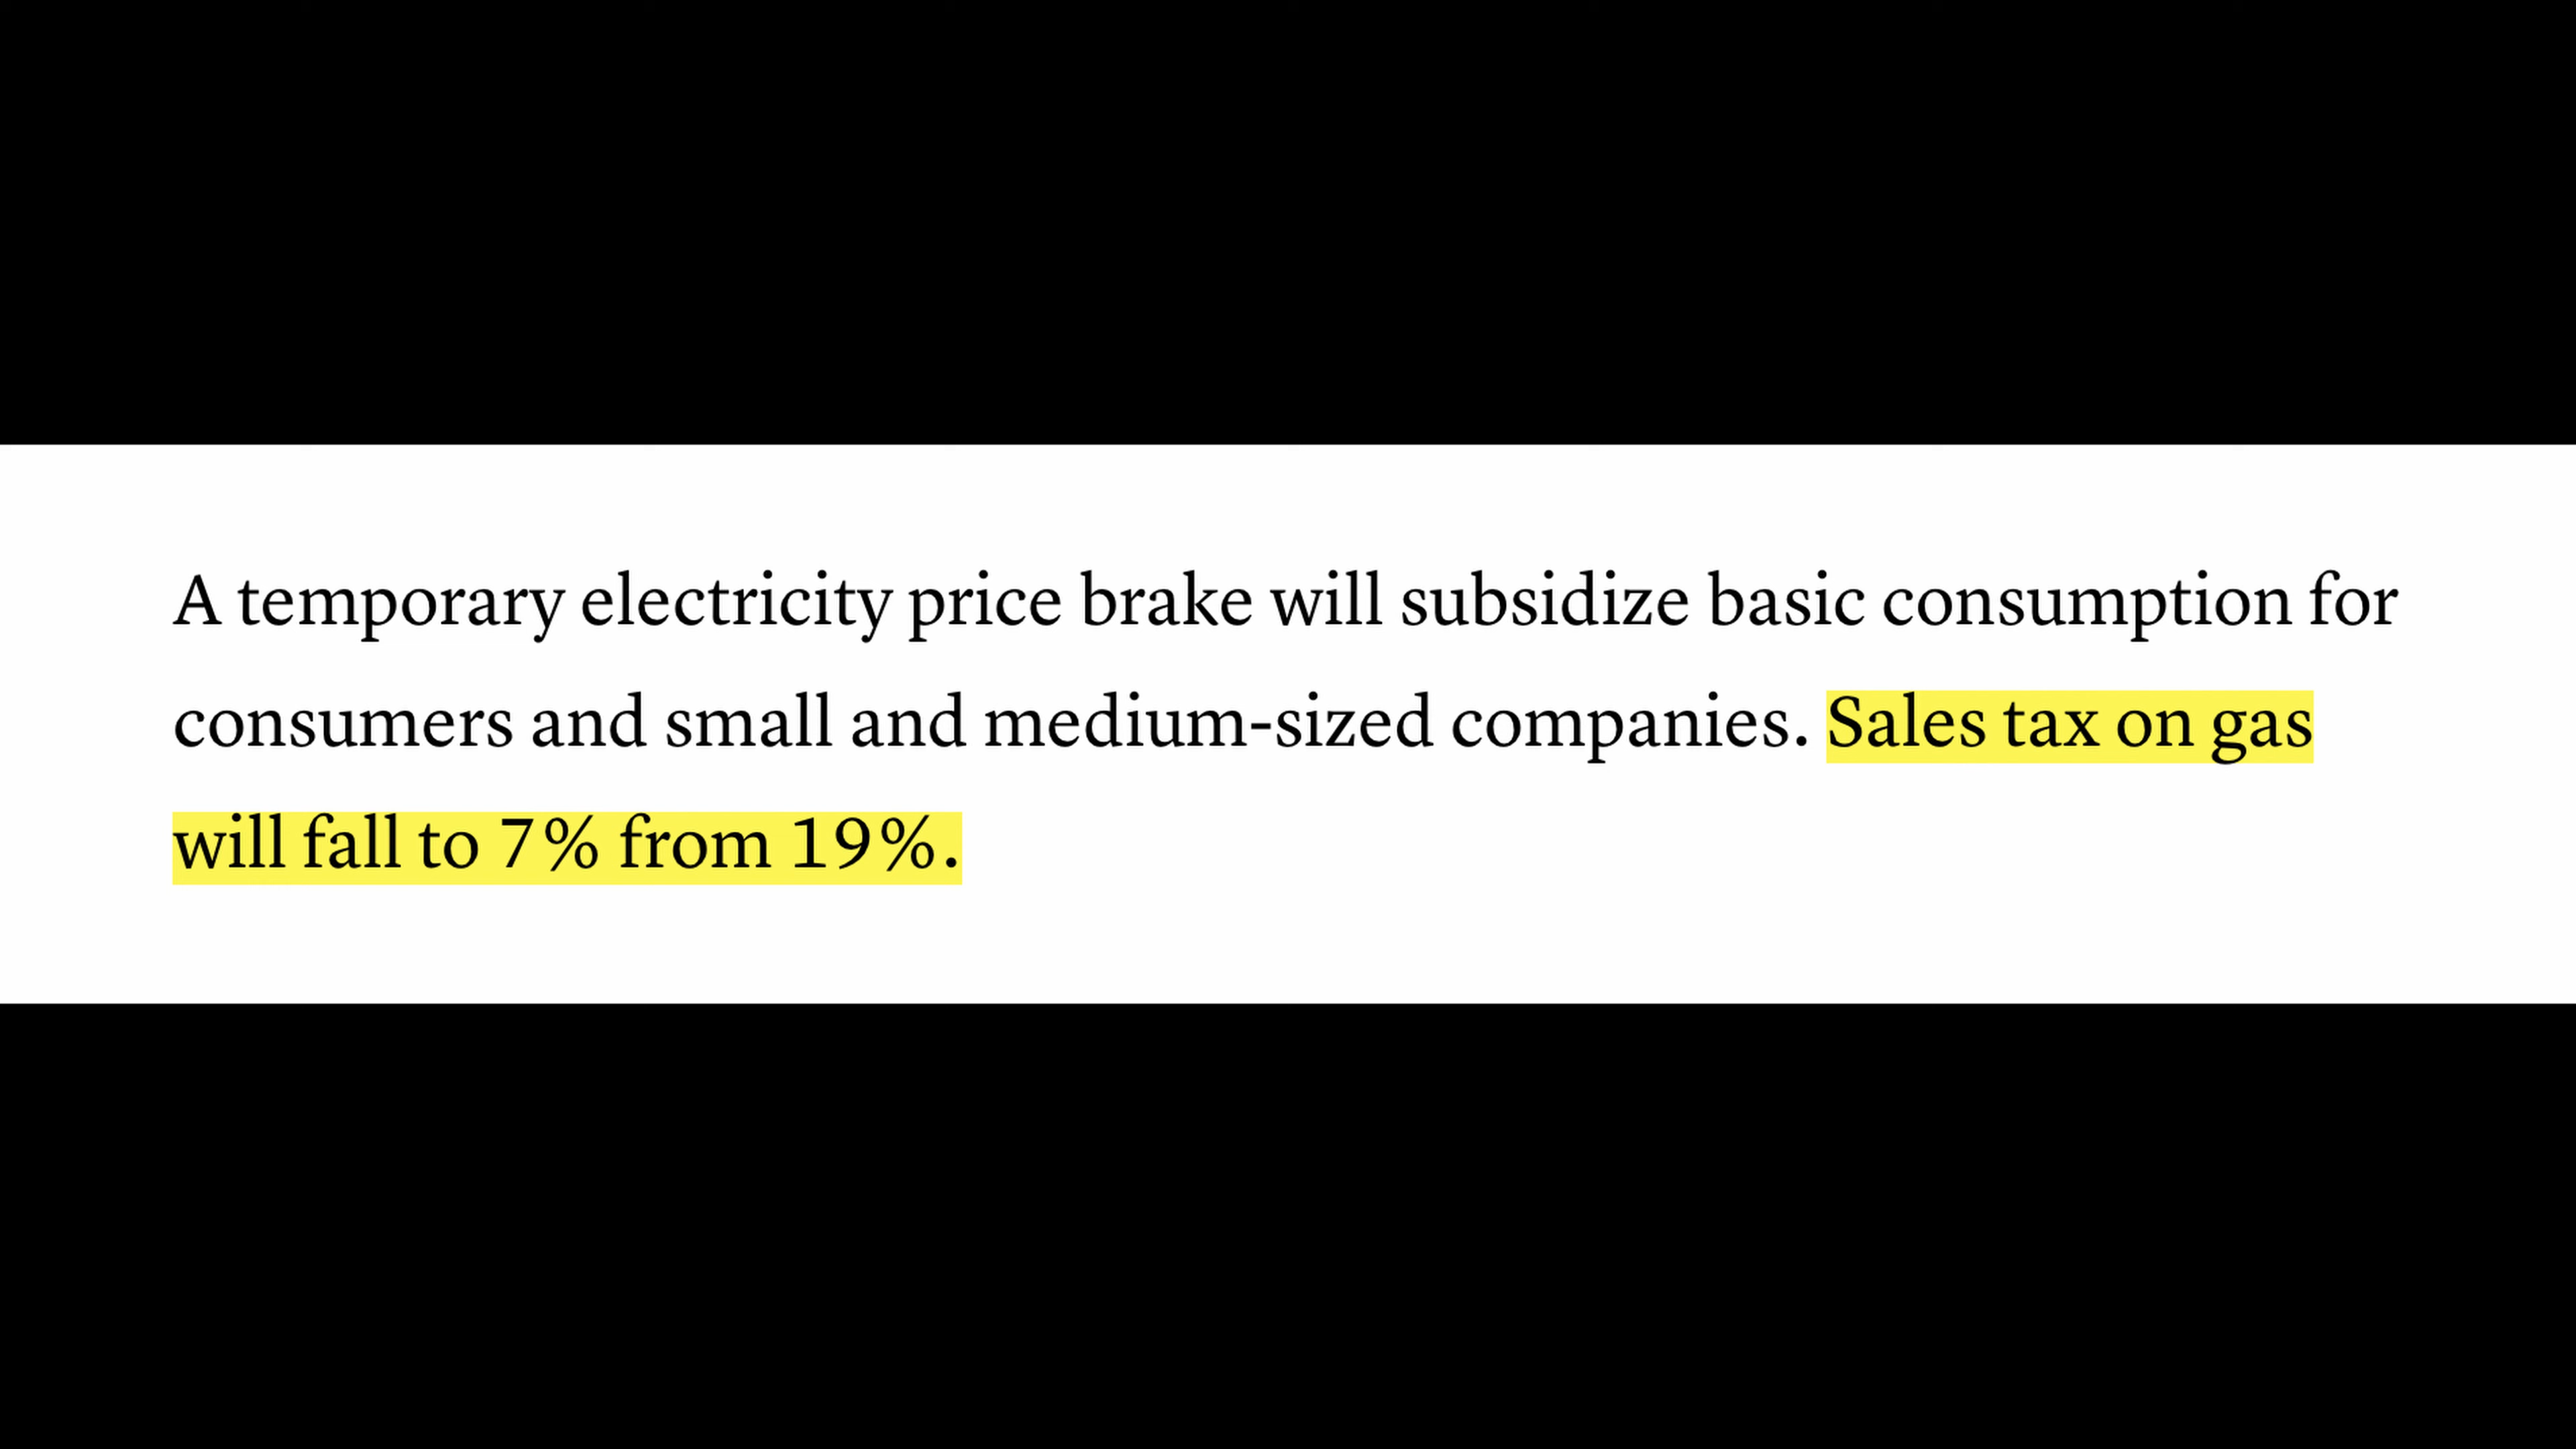 A temporary electricity price brake will subsidize basic consumption for
consumers and small and medium-sized companies. Sales tax on gas
will fall to 7% from 19%.